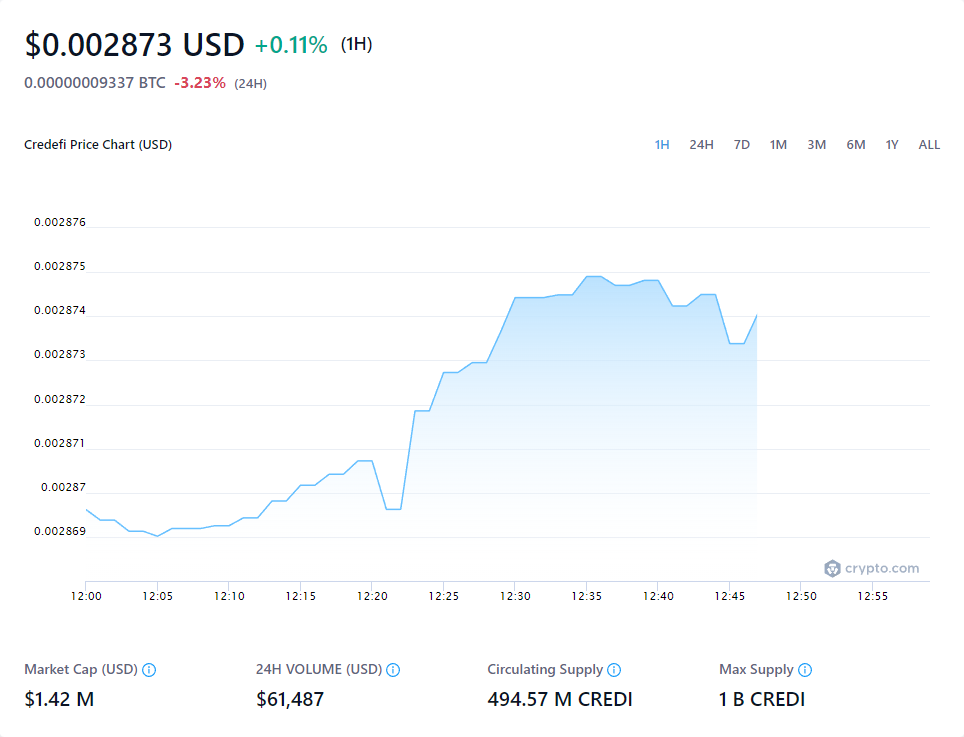 $0.002873 USD +0.11% (1H)
0.00000009337 BTC -3.23% (24H)
Credefi Price Chart (USD) 1H 24H 7D 1M 3M 6M 1Y ALL
0.002876
0.002875
0.002874
0.002873
0.002872
0.002871
0.00287
0.002869
crypto.com
12:00 12:05 12:10 12:15 12:20 12:25 12:30 12:35 12:40 12:45 12:50 12:55
Market Cap (USD) 24H VOLUME (USD) Circulating Supply Max Supply
$1.42 M $61,487 494.57 M CREDI 1 B CREDI